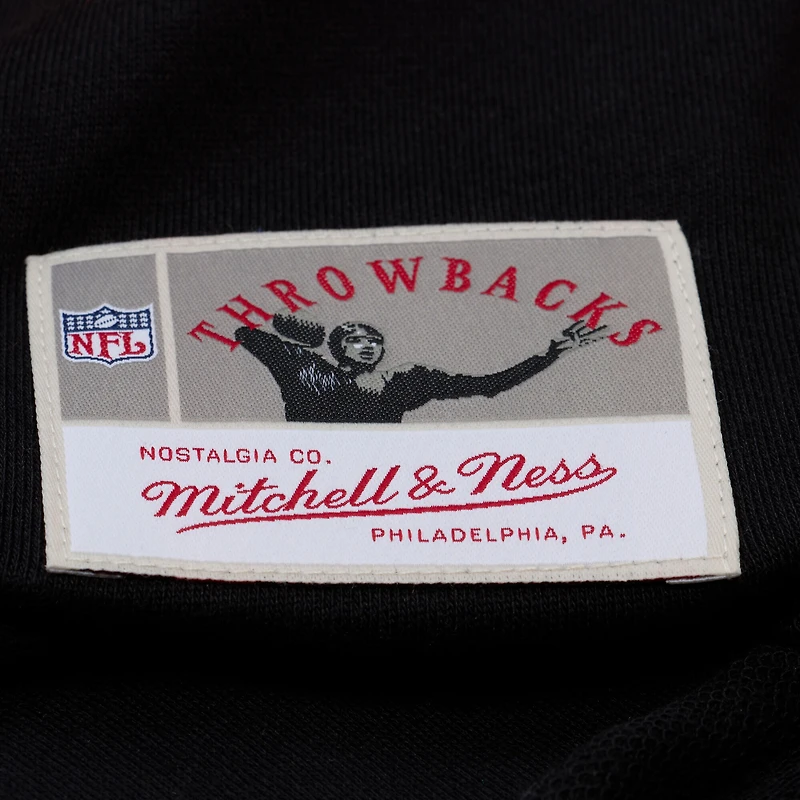 THROWBACKS
NFL
NOSTALGIA CO.
Mitchell & Ness
PHILADELPHIA, PA.